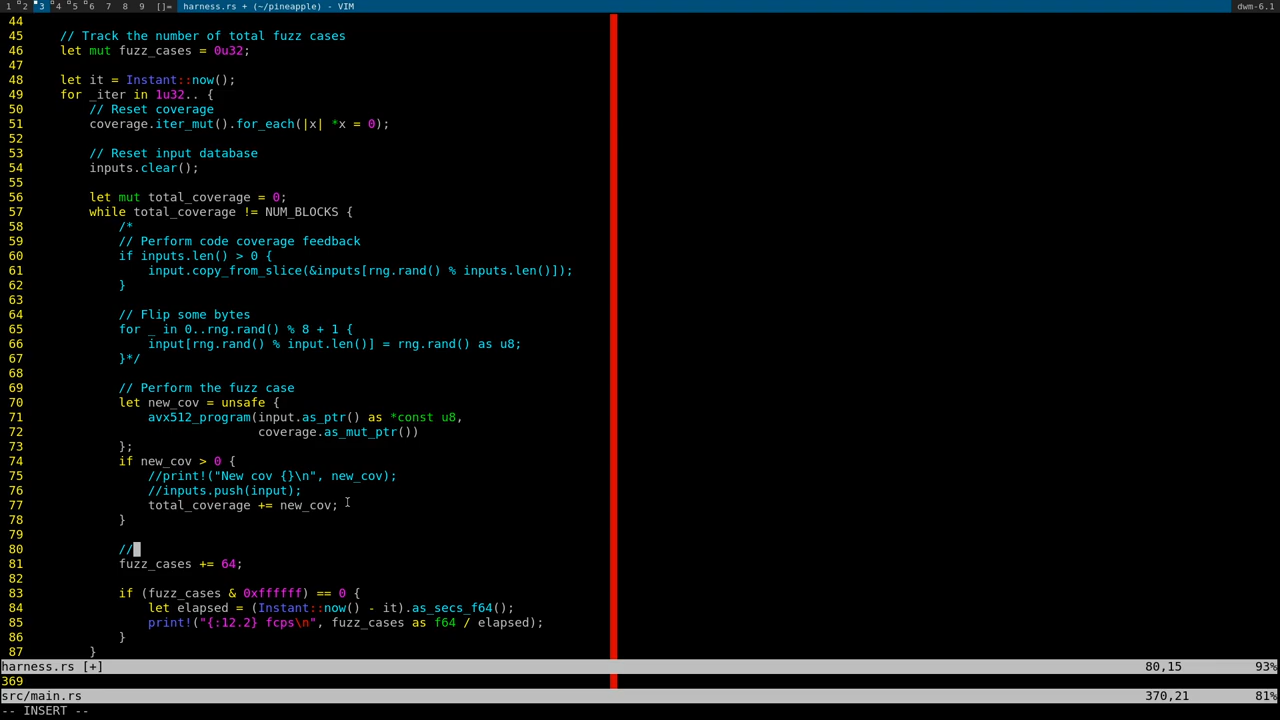 1 2 3 4 5 6 7 8 9 []= harness.rs + (~/pineapple) - VIM dwm-6.1
44
45 // Track the number of total fuzz cases
46 let mut fuzz_cases = 0u32;
47
48 let it = Instant::now();
49 for _iter in 1u32.. {
50 // Reset coverage
51 coverage.iter_mut().for_each(|x| *x = 0);
52
53 // Reset input database
54 inputs.clear();
55
56 let mut total_coverage = 0;
57 while total_coverage != NUM_BLOCKS {
58 /*
59 // Perform code coverage feedback
60 if inputs.len() > 0 {
61 input.copy_from_slice(&inputs[rng.rand() % inputs.len()]);
62 }
63
64 // Flip some bytes
65 for _ in 0..rng.rand() % 8 + 1 {
66 input[rng.rand() % input.len()] = rng.rand() as u8;
67 }*/
68
69 // Perform the fuzz case
70 let new_cov = unsafe {
71 avx512_program(input.as_ptr() as *const u8,
72 coverage.as_mut_ptr())
73 };
74 if new_cov > 0 {
75 //print!("New cov {}\n", new_cov);
76 //inputs.push(input);
77 total_coverage += new_cov;
78 }
79
80 //
81 fuzz_cases += 64;
82
83 if (fuzz_cases & 0xffffff) == 0 {
84 let elapsed = (Instant::now() - it).as_secs_f64();
85 print!("{:12.2} fcps\n", fuzz_cases as f64 / elapsed);
86 }
87 }
harness.rs [+] 80,15 93%
369
src/main.rs 370,21 81%
-- INSERT --